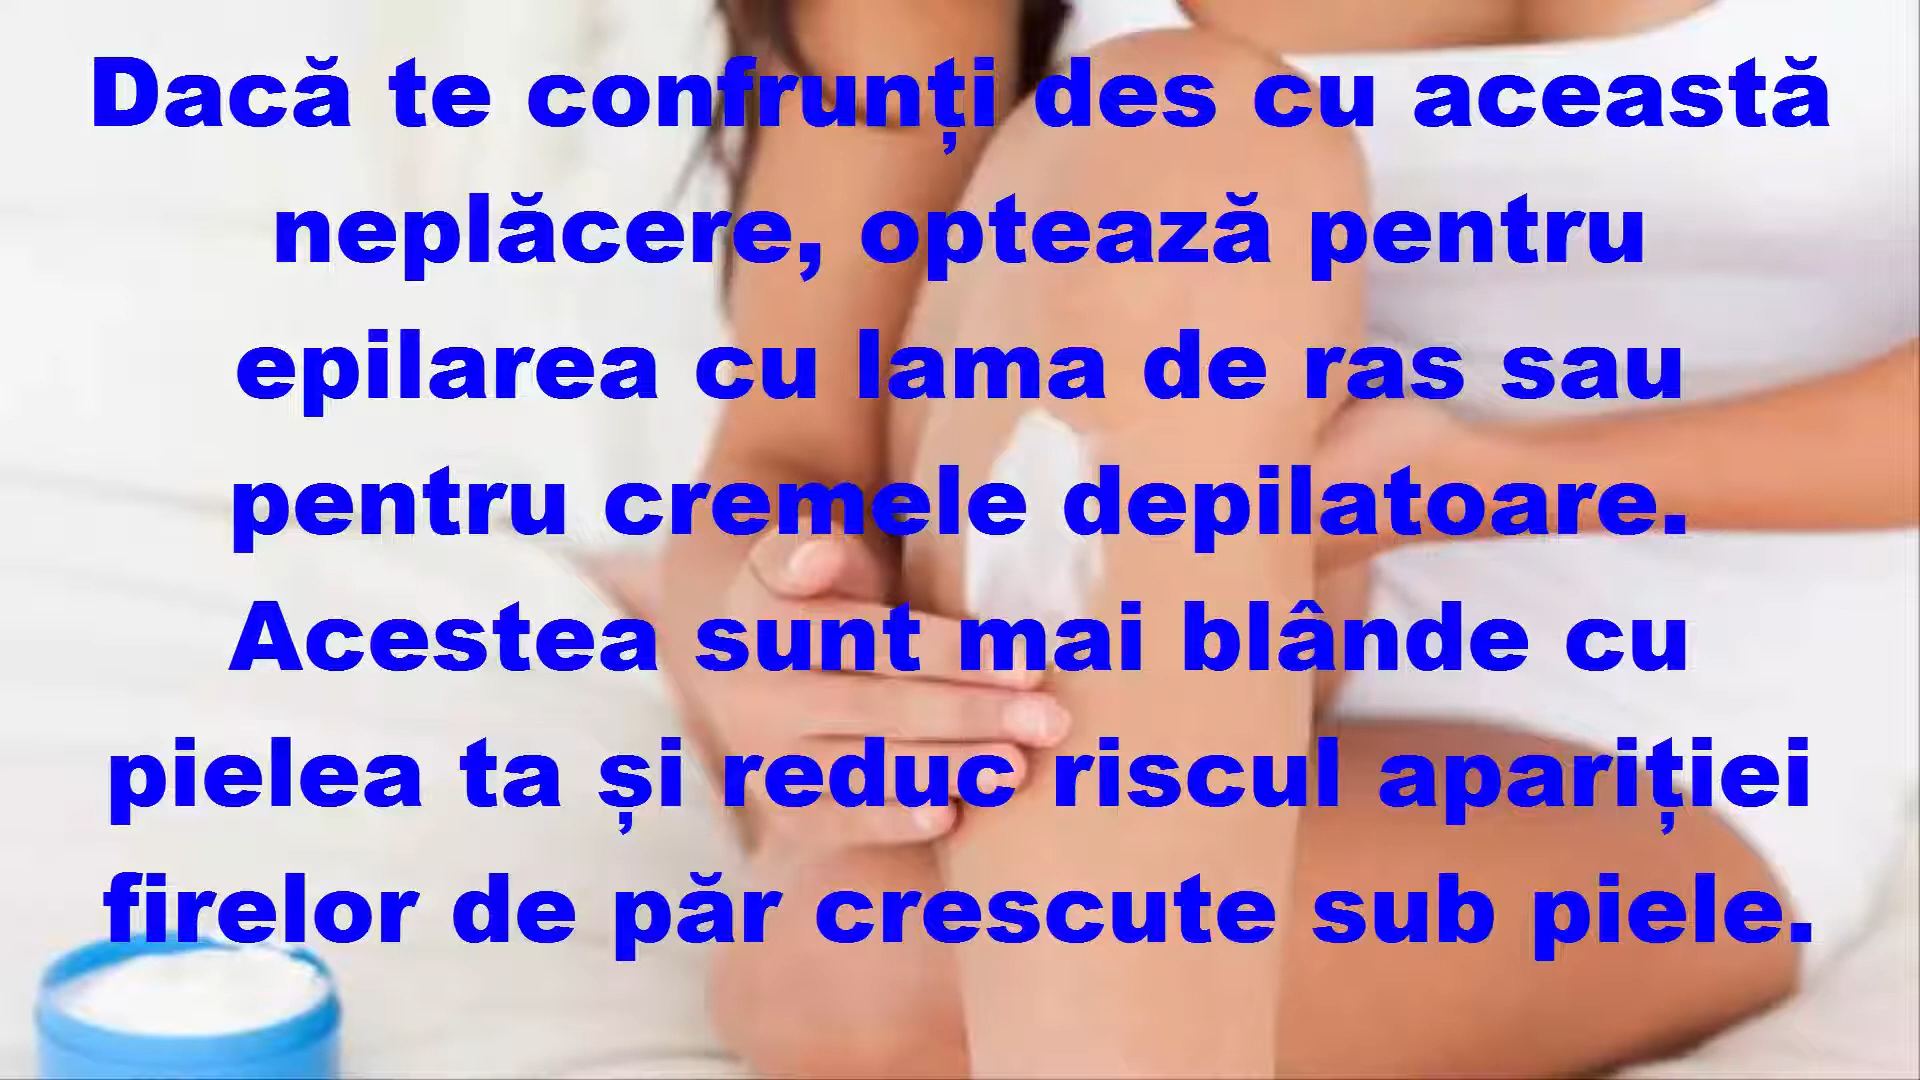 Dacă te confrunți des cu această
neplăcere, optează pentru
epilarea cu lama de ras sau
pentru cremele depilatoare.
Acestea sunt mai blânde cu
pielea ta și reduc riscul apariției
firelor de păr crescute sub piele.